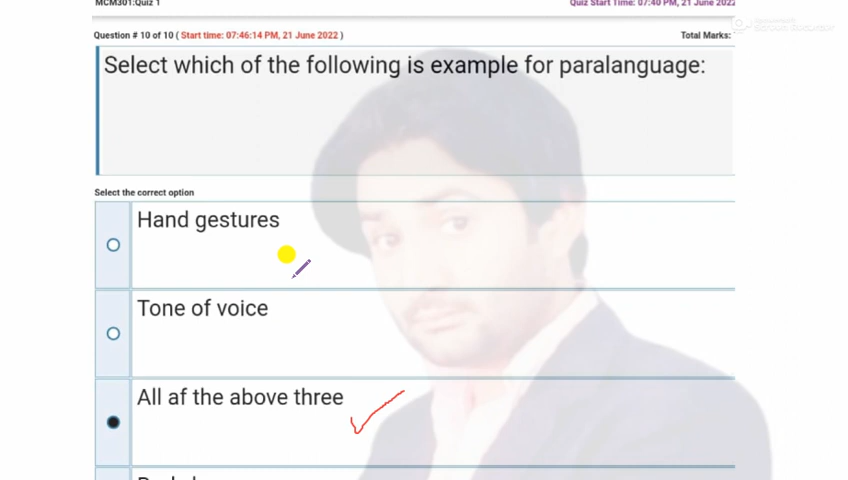 MCM301:Quiz 1
Quiz Start Time: 07:40 PM, 21 June 2022
Question # 10 of 10 ( Start time: 07:46:14 PM, 21 June 2022 )
Total Marks:
Select which of the following is example for paralanguage:
Select the correct option
Hand gestures
Tone of voice
All af the above three